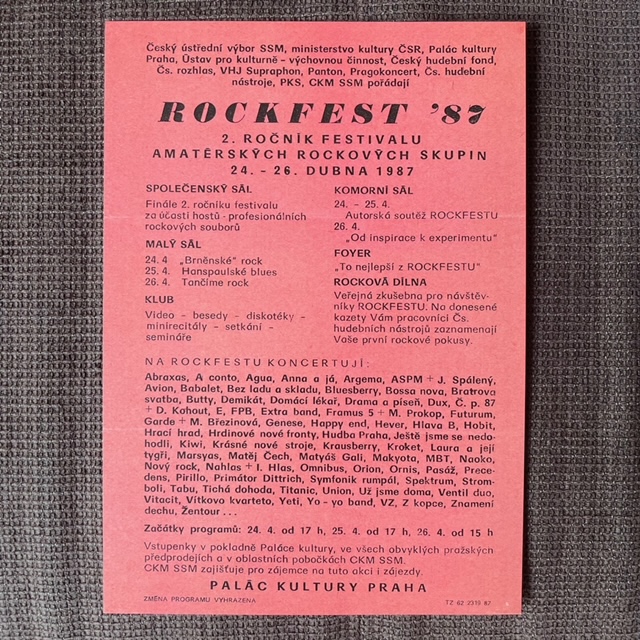 Český ústřední výbor SSM, ministerstvo kultury ČSR, Palác kultury
Praha, Ústav pro kulturně - výchovnou činnost, Český hudební fond,
Čs. rozhlas, VHJ Supraphon, Panton, Pragokoncert, Čs. hudební
nástroje, PKS, CKM SSM pořádají
ROCKFEST '87
2. ROČNÍK FESTIVALU
AMATÉRSKÝCH ROCKOVÝCH SKUPIN
24. - 26. DUBNA 1987
SPOLEČENSKÝ SÁL
Finále 2. ročníku festivalu
za účasti hostů - profesionálních
rockových souborů
MALÝ SÁL
24. 4 „Brněnské" rock
25. 4. Hanspaulské blues
26. 4. Tančíme rock
KLUB
Video - besedy - diskotéky -
minirecitály - setkání -
semináře
KOMORNÍ SÁL
24. - 25. 4.
Autorská soutěž ROCKFESTU
26. 4.
„Od inspirace k experimentu"
FOYER
„To nejlepší z ROCKFESTU"
ROCKOVÁ DÍLNA
Veřejná zkušebna pro návštěv-
níky ROCKFESTU. Na donesené
kazety Vám pracovníci Čs.
hudebních nástrojů zaznamenají
Vaše první rockové pokusy.
NA ROCKFESTU KONCERTUJÍ:
Abraxas, A conto, Agua, Anna a já, Argema, ASPM + J. Spálený,
Avion, Babalet, Bez ladu a skladu, Bluesberry, Bossa nova, Bratrova
svatba, Butty, Demikát, Domácí lékař, Drama a píseň, Dux, Č. p. 87
+ D. Kahout, E, FPB, Extra band, Framus 5 + M. Prokop, Futurum,
Garde + M. Březinová, Genese, Happy end, Hever, Hlava B, Hobit,
Hrací hrad, Hrdinové nové fronty, Hudba Praha, Ještě jsme se nedo-
hodli, Kiwi, Krásné nové stroje, Krausberry, Kroket, Laura a její
tygři, Marsyas, Matěj Čech, Matyáš Gali, Makyota, MBT, Naoko,
Nový rock, Nahlas + I. Hlas, Omnibus, Orion, Ornis, Pasáž, Prece-
dens, Pirillo, Primátor Dittrich, Symfonik rumpál, Spektrum, Strom-
boli, Tabu, Tichá dohoda, Titanic, Union, Už jsme doma, Ventil duo,
Vitacit, Vítkovo kvarteto, Yeti, Yo - yo band, VZ, Z kopce, Znamení
dechu, Žentour . . .
Začátky programů: 24. 4. od 17 h, 25. 4. od 17 h, 26. 4. od 15 h
Vstupenky v pokladně Paláce kultury, ve všech obvyklých pražských
předprodejích a v oblastních pobočkách CKM SSM.
CKM SSM zajišťuje pro zájemce na tuto akci i zájezdy.
PALÁC KULTURY PRAHA
ZMĚNA PROGRAMU VYHRAZENA
TZ 62 2319 87